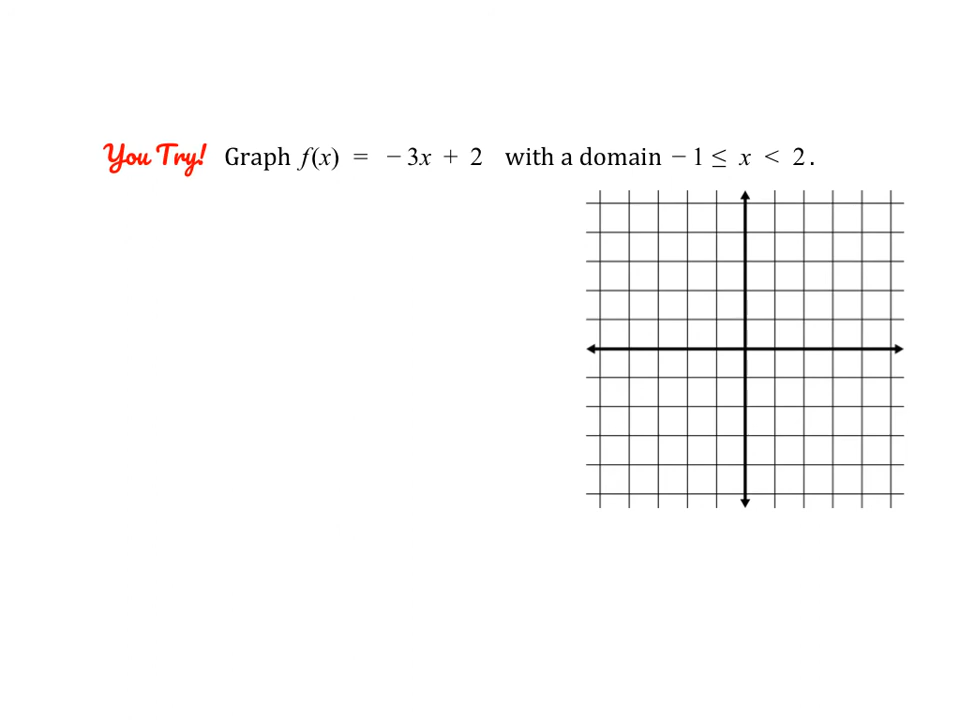 You Try! Graph f(x) = − 3x + 2 with a domain − 1 ≤ x < 2.